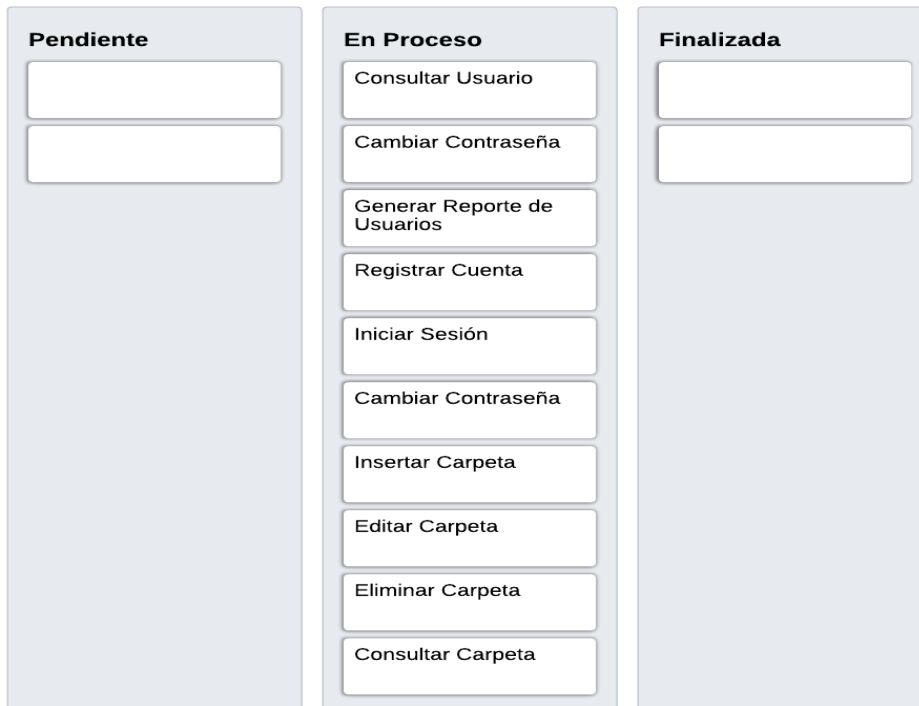 Pendiente
En Proceso
Finalizada
Consultar Usuario
Cambiar Contraseña
Generar Reporte de
Usuarios
Registrar Cuenta
Iniciar Sesión
Cambiar Contraseña
Insertar Carpeta
Editar Carpeta
Eliminar Carpeta
Consultar Carpeta